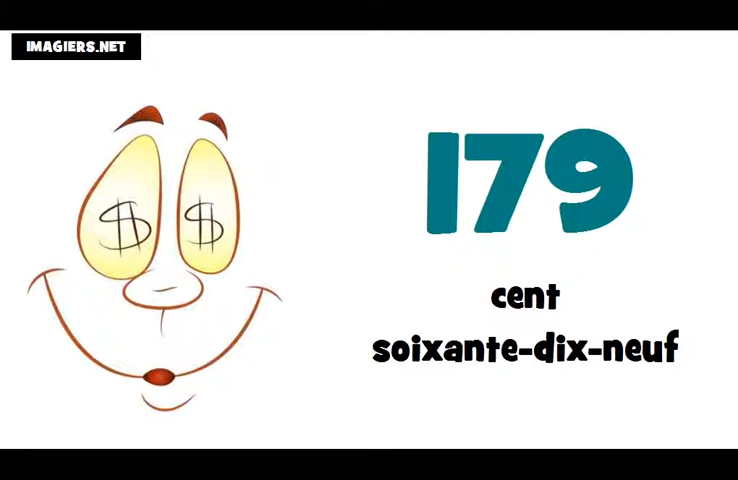 IMAGIERS.NET
$ $
179
cent
soixante-dix-neuf